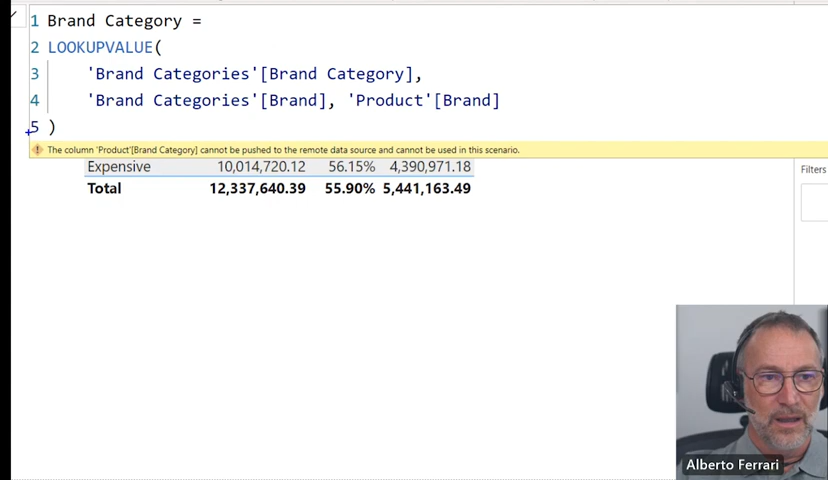 1 Brand Category =
2 LOOKUPVALUE(
3 'Brand Categories'[Brand Category],
4 'Brand Categories'[Brand], 'Product'[Brand]
5 )
The column 'Product'[Brand Category] cannot be pushed to the remote data source and cannot be used in this scenario.
Expensive 10,014,720.12 56.15% 4,390,971.18
Filters
Total 12,337,640.39 55.90% 5,441,163.49
Alberto Ferrari